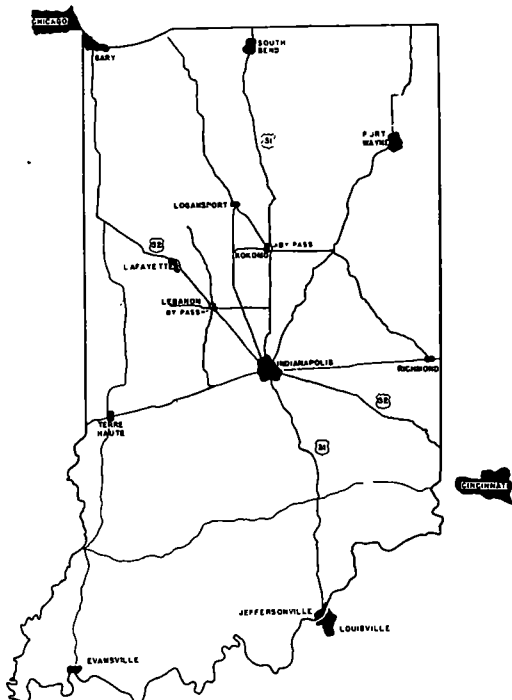 CHICAGO
GARY
SOUTH
BEND
31
FORT
WAYNE
LOGANSPORT
BY PASS
KOKOMO
52
LAFAYETTE
LEBANON
BY PASS
INDIANAPOLIS
RICHMOND
52
TERRE
HAUTE
31
CINCINNATI
JEFFERSONVILLE
LOUISVILLE
EVANSVILLE